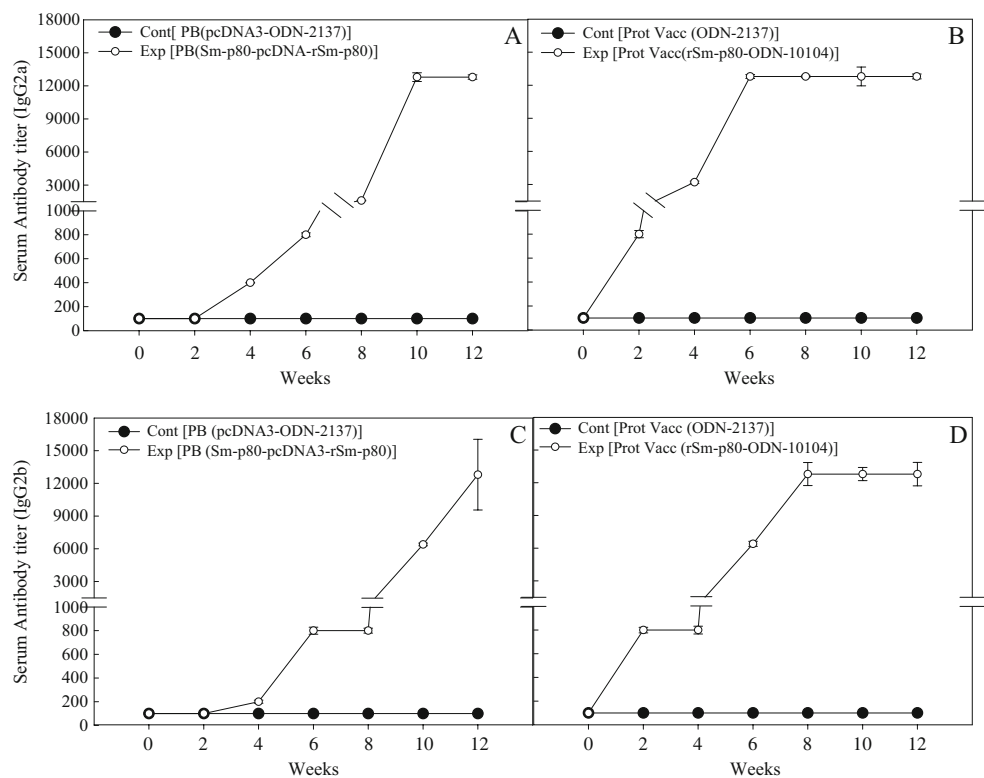 18000
15000
12000
9000
6000
3000
1000
800
600
400
200
0
Serum Antibody titer (IgG2a)
Cont[ PB(pcDNA3-ODN-2137)]
Exp [PB(Sm-p80-pcDNA-rSm-p80)]
A
0 2 4 6 8 10 12
Weeks
Cont [Prot Vacc (ODN-2137)]
Exp [Prot Vacc(rSm-p80-ODN-10104)]
B
0 2 4 6 8 10 12
Weeks
18000
15000
12000
9000
6000
3000
1000
800
600
400
200
0
Serum Antibody titer (IgG2b)
Cont [PB (pcDNA3-ODN-2137)]
Exp [PB (Sm-p80-pcDNA3-rSm-p80)]
C
0 2 4 6 8 10 12
Weeks
Cont [Prot Vacc (ODN-2137)]
Exp [Prot Vacc (rSm-p80-ODN-10104)]
D
0 2 4 6 8 10 12
Weeks